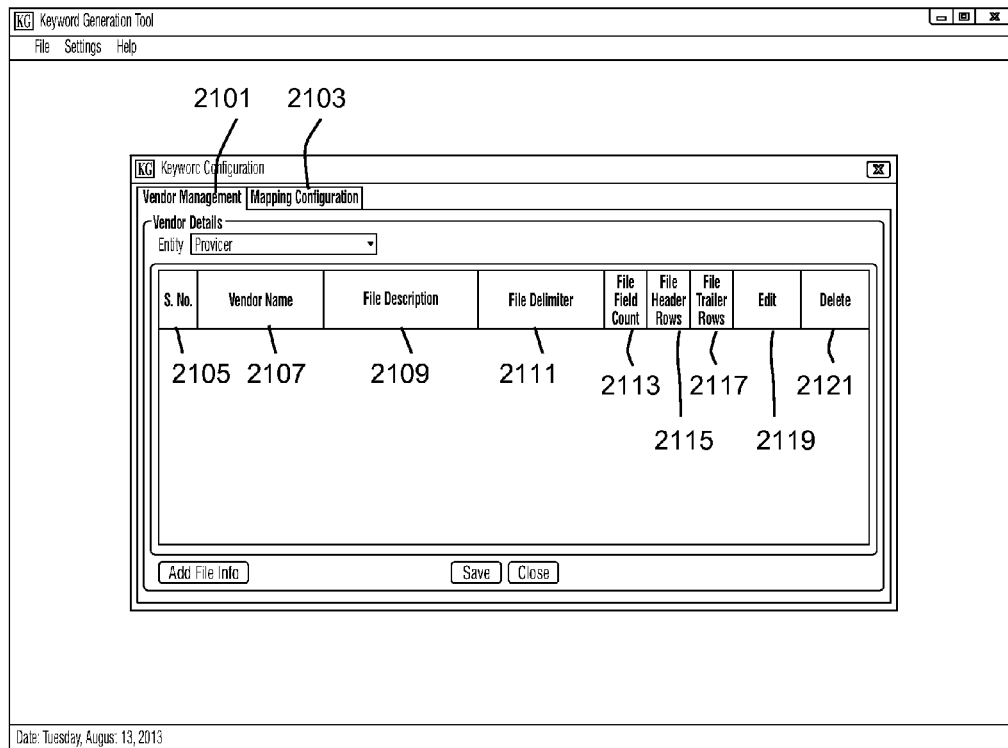 KG Keyword Generation Tool
File Settings Help
2101 2103
KG Keyword Configuration
Vendor Management Mapping Configuration
Vendor Details
Entity Provider
S. No. Vendor Name File Description File Delimiter File Field Count File Header Rows File Trailer Rows Edit Delete
2105 2107 2109 2111 2113 2117 2121
2115 2119
Add File Info Save Close
Date: Tuesday, August 13, 2013